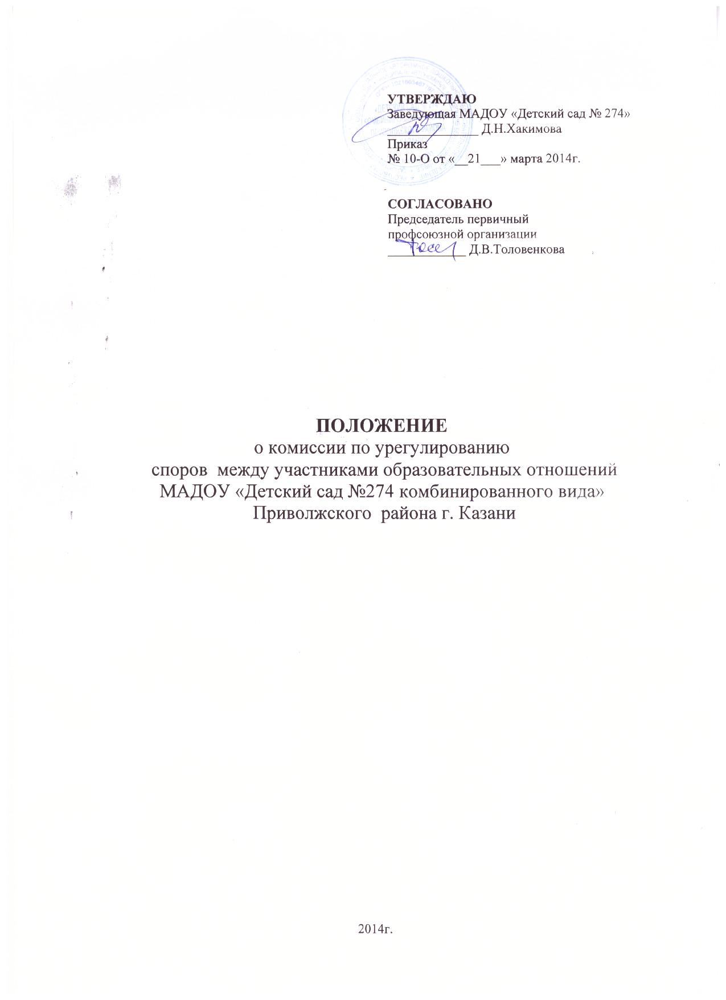 УТВЕРЖДАЮ
Заведующая МАДОУ «Детский сад № 274»
______________ Д.Н.Хакимова
Приказ
№ 10-О от «__21___» марта 2014г.
СОГЛАСОВАНО
Председатель первичный
профсоюзной организации
____________ Д.В.Толовенкова
ПОЛОЖЕНИЕ
о комиссии по урегулированию
споров между участниками образовательных отношений
МАДОУ «Детский сад №274 комбинированного вида»
Приволжского района г. Казани
2014г.